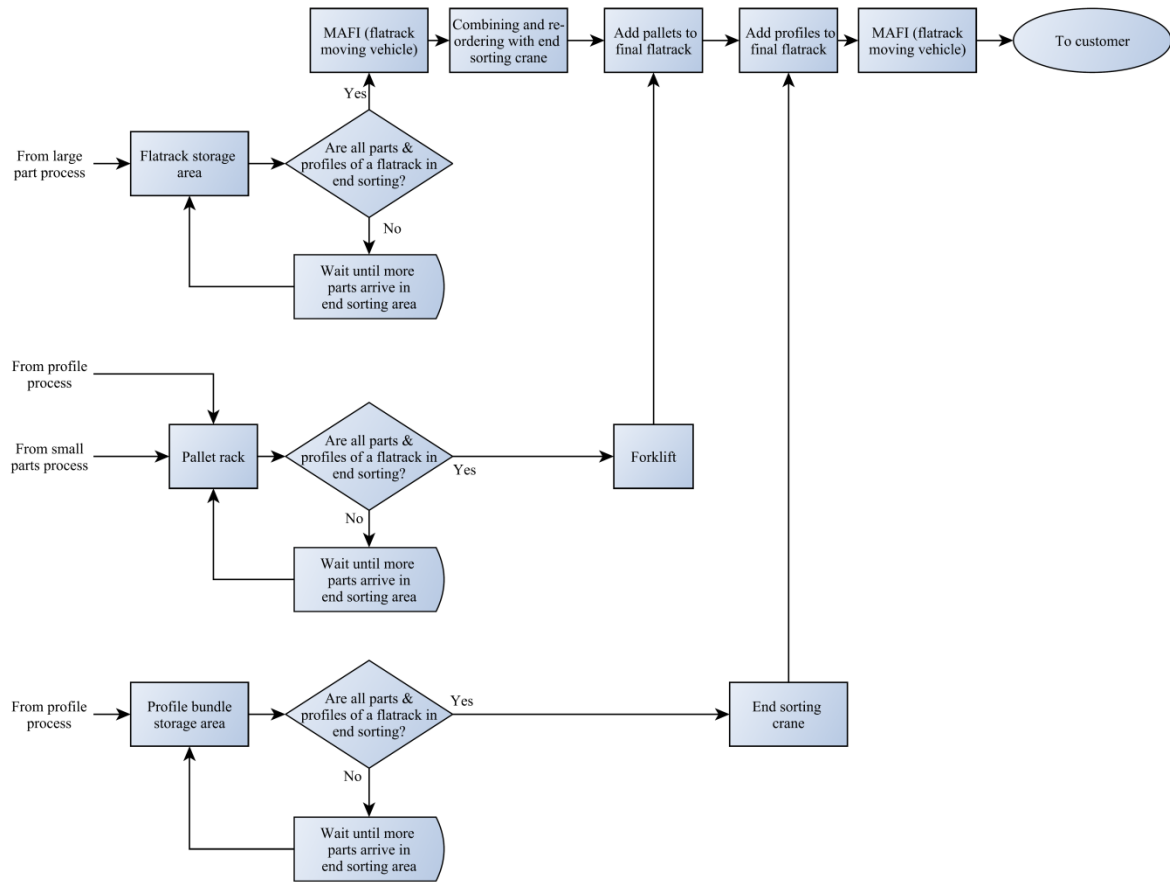 MAFI (flatrack
moving vehicle)
Combining and re-
ordering with end
sorting crane
Add pallets to
final flatrack
Add profiles to
final flatrack
MAFI (flatrack
moving vehicle)
To customer
Yes
From large
part process
Flatrack storage
area
Are all parts &
profiles of a flatrack in
end sorting?
No
Wait until more
parts arrive in
end sorting area
From profile
process
From small
parts process
Pallet rack
Are all parts &
profiles of a flatrack in
end sorting?
Yes
Forklift
No
Wait until more
parts arrive in
end sorting area
From profile
process
Profile bundle
storage area
Are all parts &
profiles of a flatrack in
end sorting?
Yes
End sorting
crane
No
Wait until more
parts arrive in
end sorting area